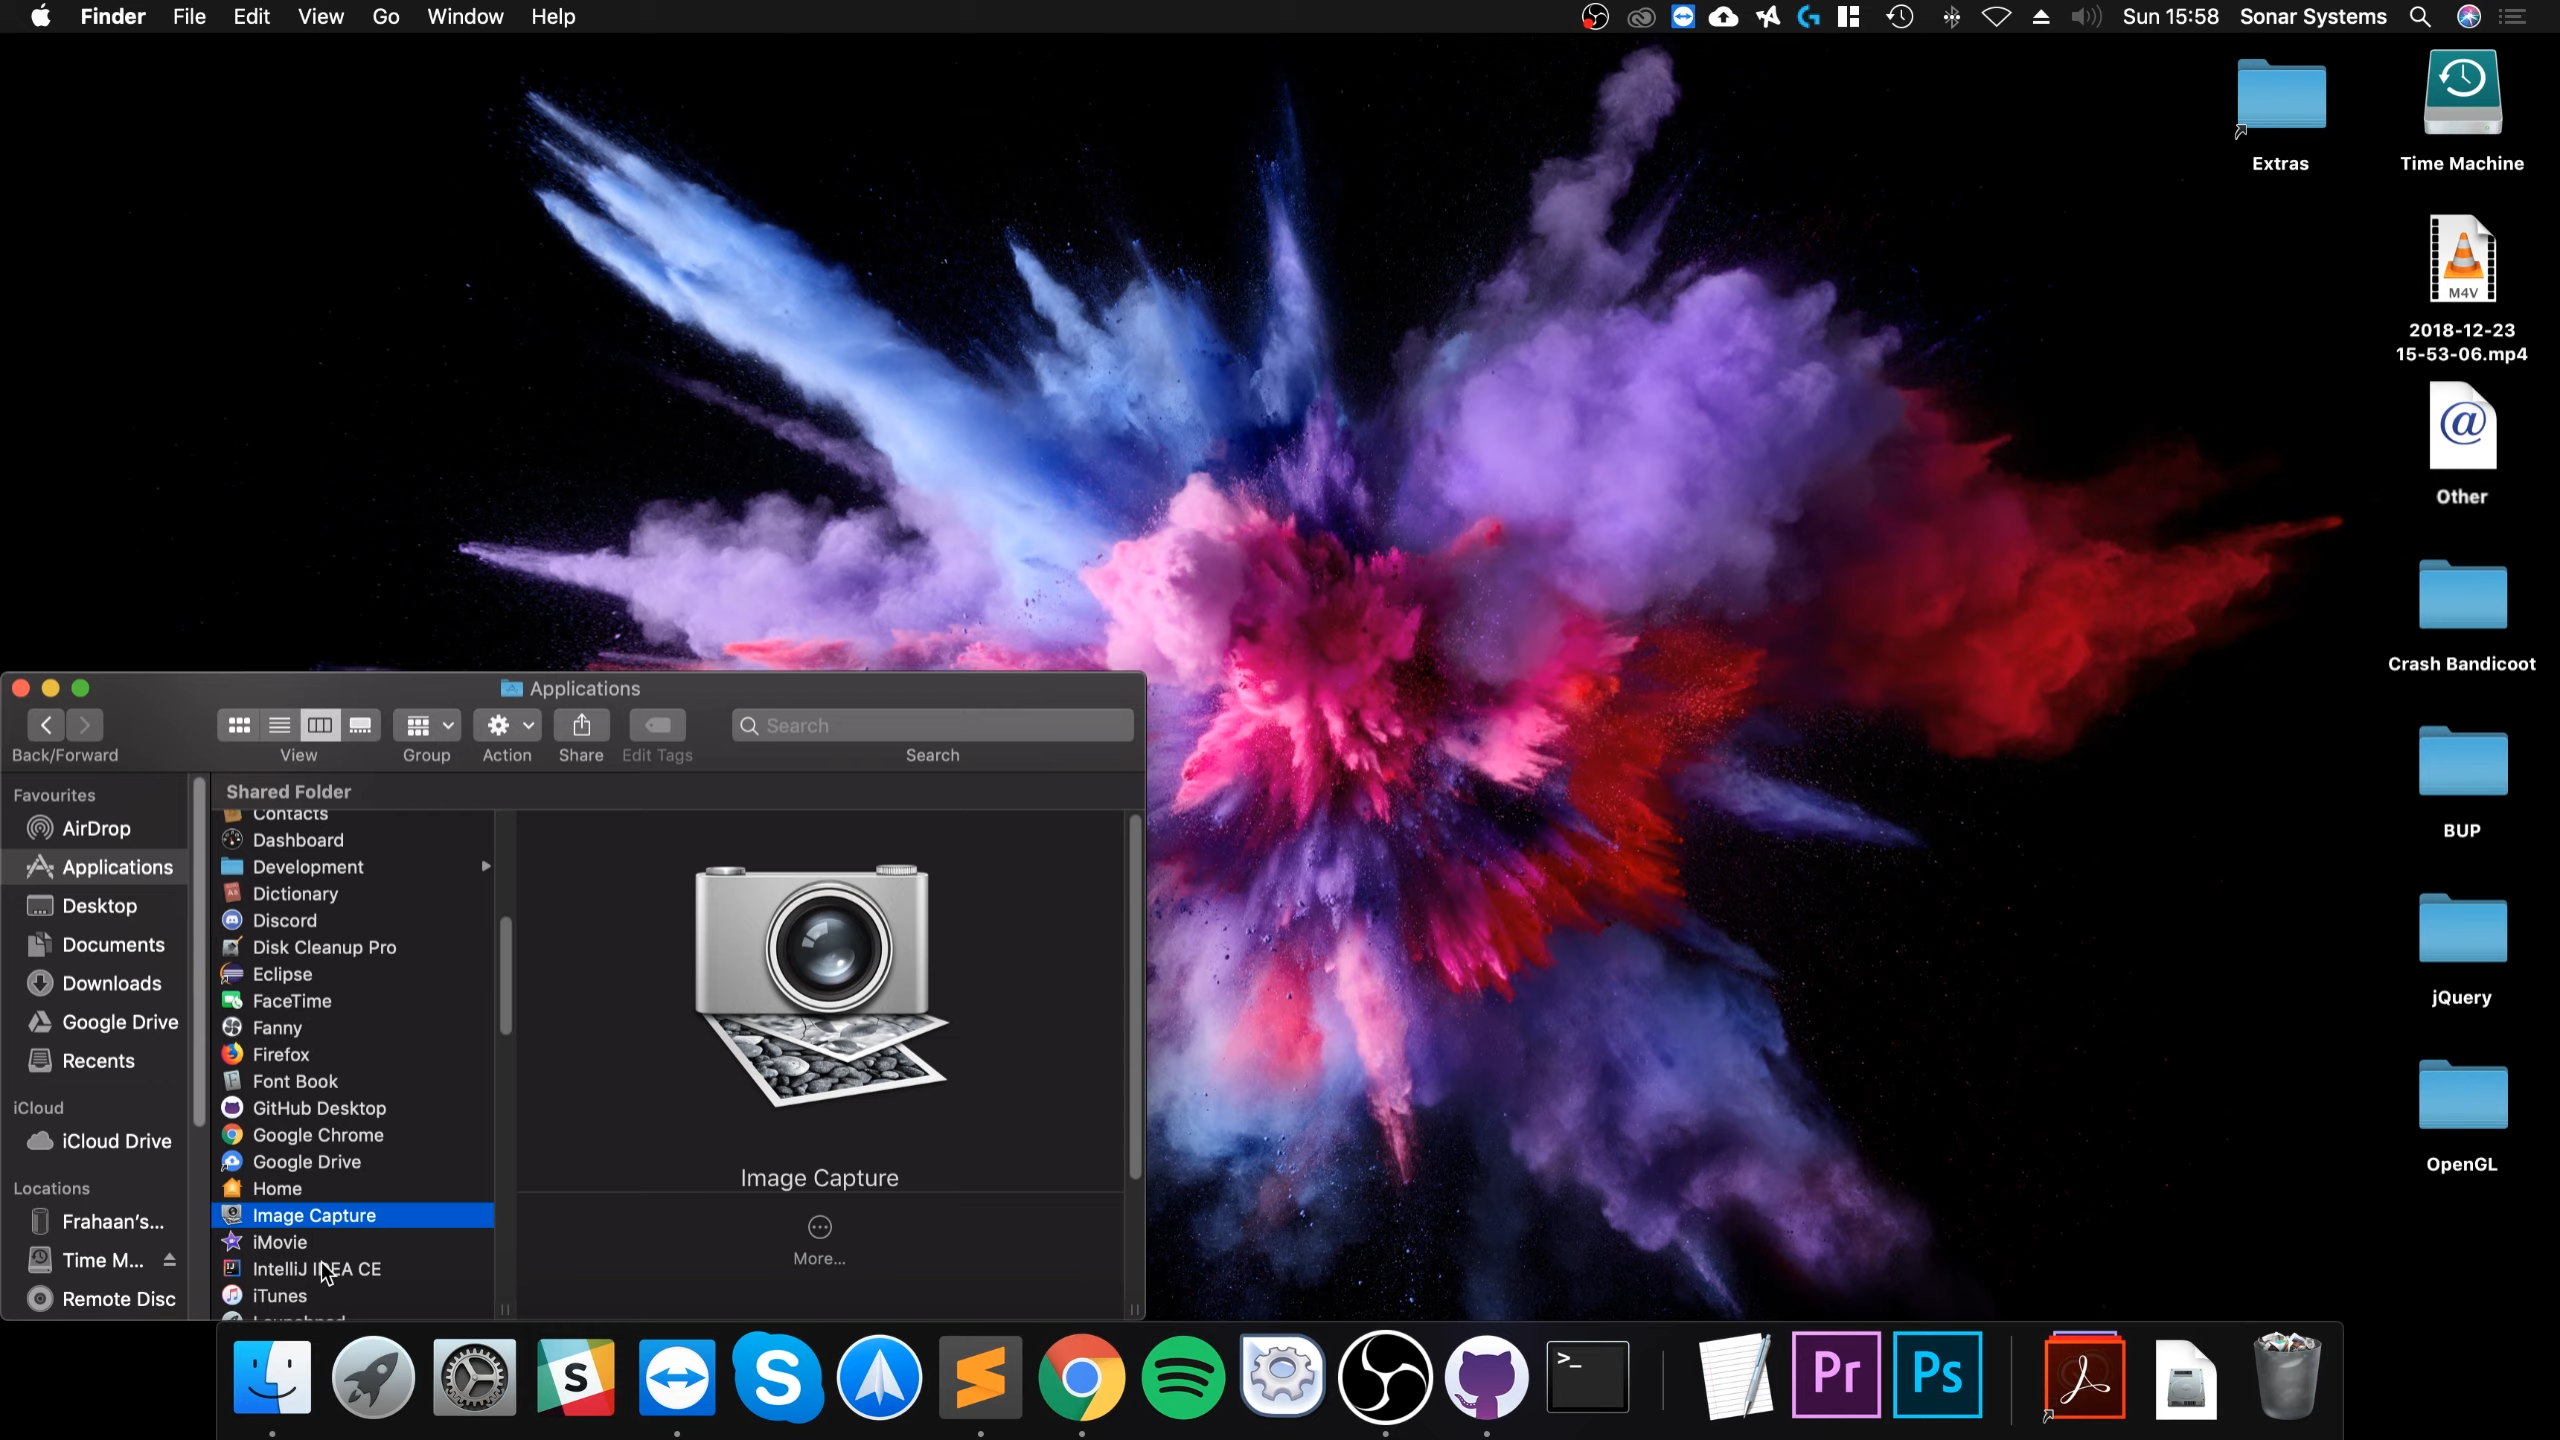 Finder File Edit View Go Window Help
Sun 15:58 Sonar Systems
Extras
Time Machine
M4V
2018-12-23
15-53-06.mp4
@
Other
Crash Bandicoot
BUP
jQuery
OpenGL
Applications
Search
Back/Forward View Group Action Share Edit Tags Search
Favourites
AirDrop
Applications
Desktop
Documents
Downloads
Google Drive
Recents
iCloud
iCloud Drive
Locations
Frahaan's...
Time M...
Remote Disc
Shared Folder
Contacts
Dashboard
Development
Dictionary
Discord
Disk Cleanup Pro
Eclipse
FaceTime
Fanny
Firefox
Font Book
GitHub Desktop
Google Chrome
Google Drive
Home
Image Capture
iMovie
IntelliJ IDEA CE
iTunes
Launchpad
Image Capture
More...
S
S
>_
Pr
Ps